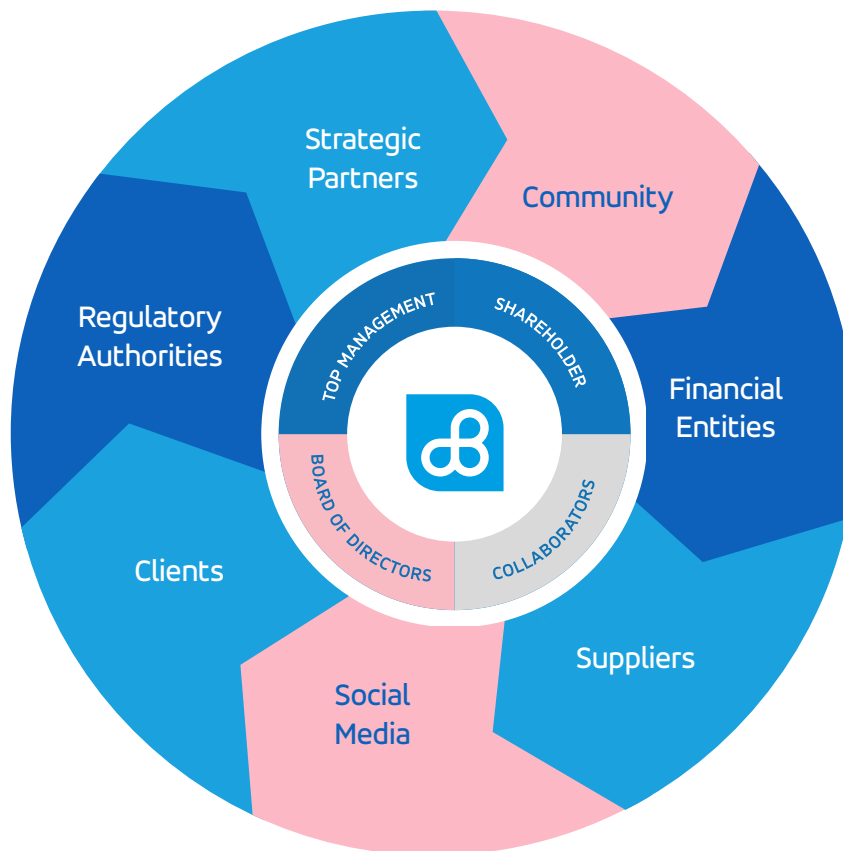 Strategic
Partners
Community
Regulatory
Authorities
TOP MANAGEMENT
SHAREHOLDER
Financial
Entities
BOARD OF DIRECTORS
COLLABORATORS
Clients
Suppliers
Social
Media